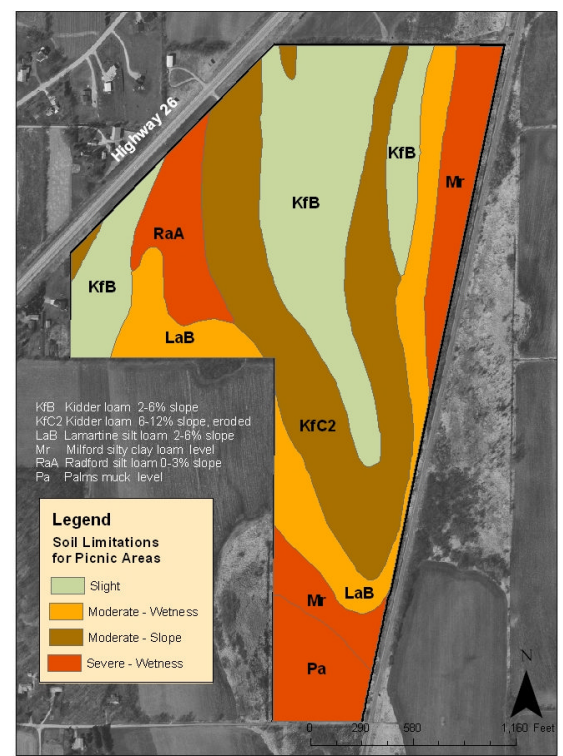 Highway 26
KfB
KfB
Mr
RaA
KfB
LaB
KfC2
KfB Kidder loam 2-6% slope
KfC2 Kidder loam 6-12% slope, eroded
LaB Lamartine silt loam 2-6% slope
Mr Milford silty clay loam level
RaA Radford silt loam 0-3% slope
Pa Palms muck level
Legend
Soil Limitations
for Picnic Areas
Slight
Moderate - Wetness
Moderate - Slope
Severe - Wetness
LaB
Mr
Pa
N
0 290 580 1,160 Feet